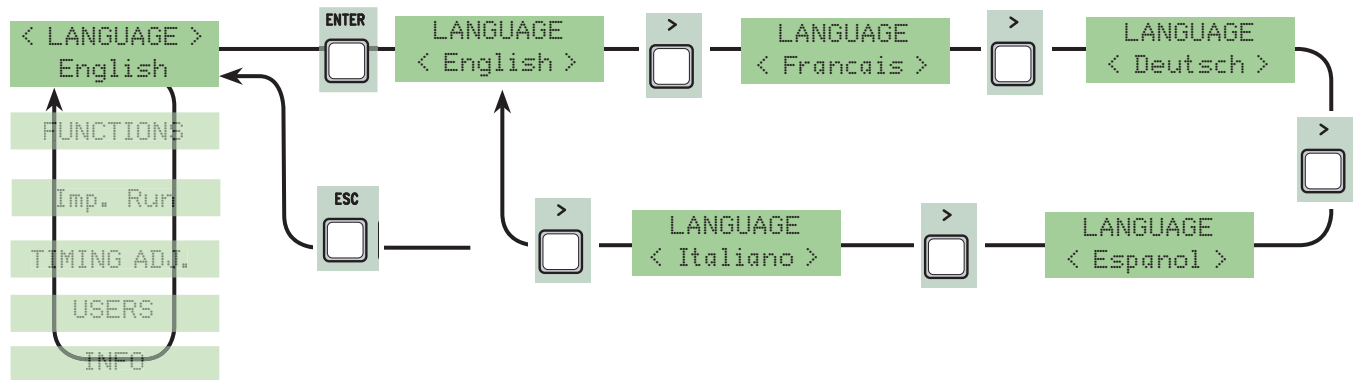 < LANGUAGE >
English
ENTER
LANGUAGE
< English >
>
LANGUAGE
< Francais >
>
LANGUAGE
< Deutsch >
>
LANGUAGE
< Espanol >
>
LANGUAGE
< Italiano >
>
ESC
FUNCTIONS
Imp. Run
TIMING ADJ.
USERS
INFO